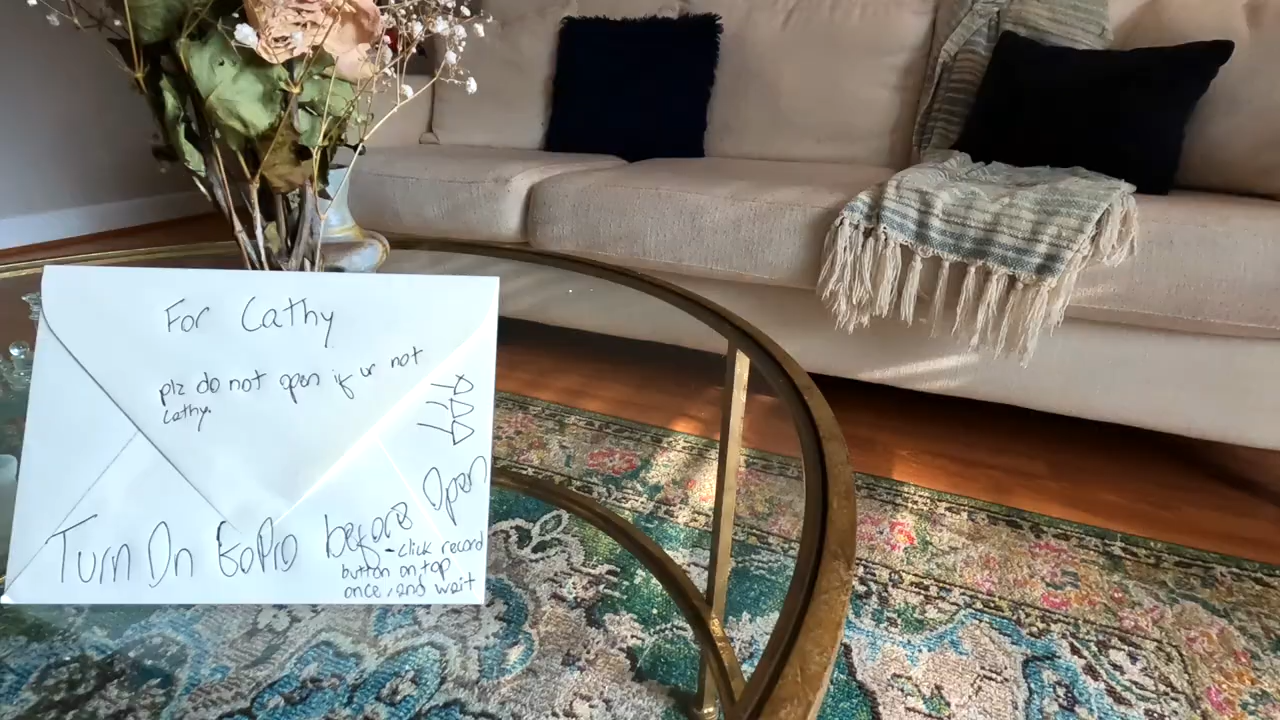 For Cathy
plz do not open if ur not
Cathy.
Turn On GoPro before Open
- click record
button on top
once, and wait